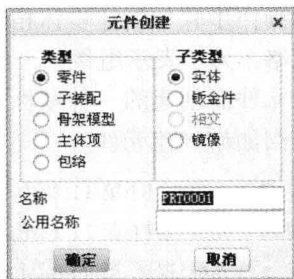 元件创建
×
类型
子类型
零件
实体
子装配
钣金件
骨架模型
相交
主体项
镜像
包络
名称
PRT0001
公用名称
确定
取消